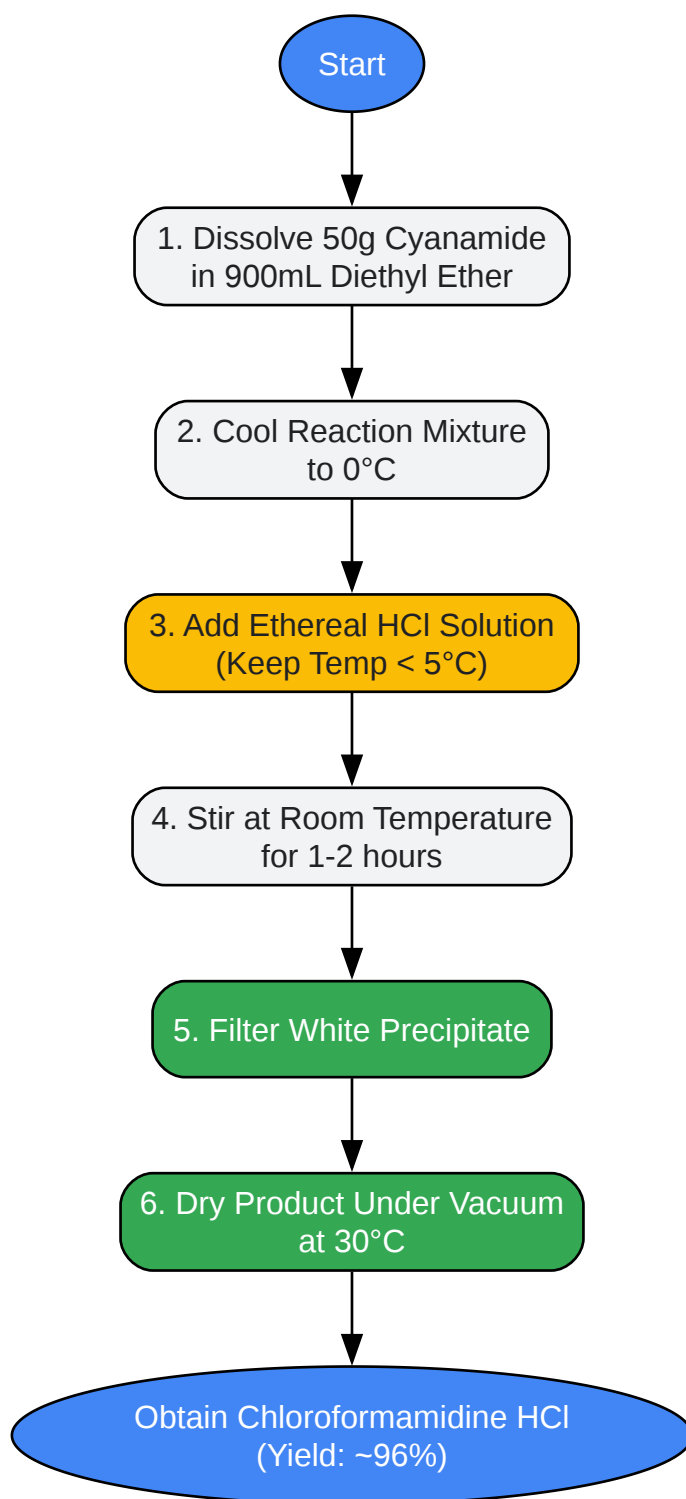 Start
1. Dissolve 50g Cyanamide
in 900mL Diethyl Ether
2. Cool Reaction Mixture
to 0°C
3. Add Ethereal HCl Solution
(Keep Temp < 5°C)
4. Stir at Room Temperature
for 1-2 hours
5. Filter White Precipitate
6. Dry Product Under Vacuum
at 30°C
Obtain Chloroformamidine HCl
(Yield: ~96%)